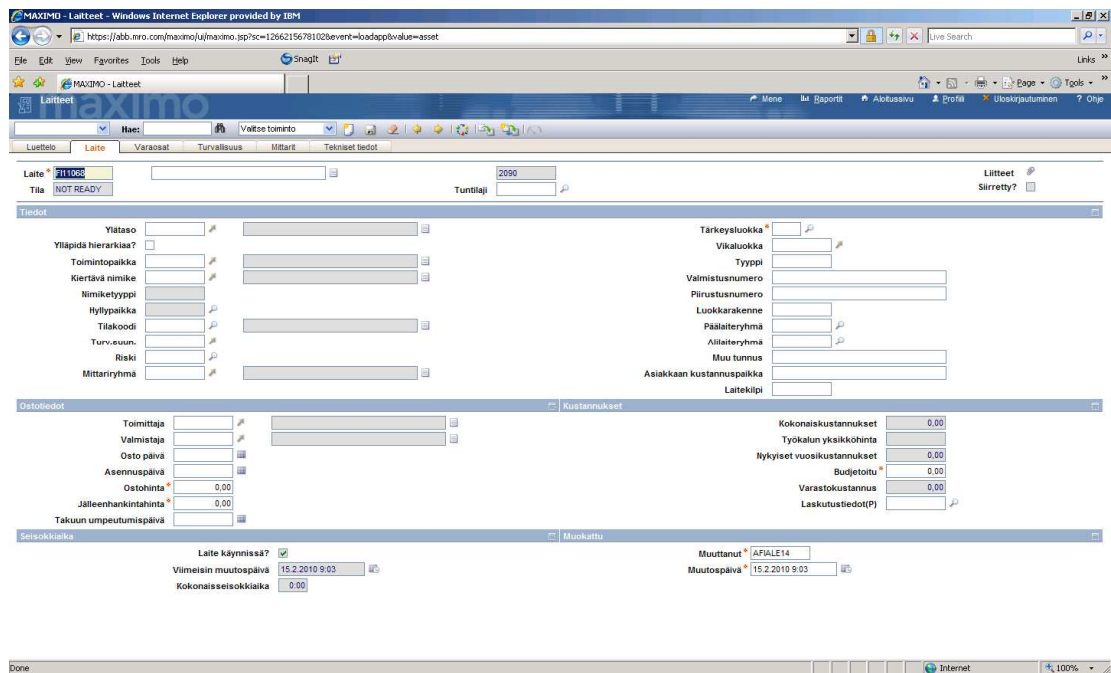 MAXIMO - Laitteet - Windows Internet Explorer provided by IBM
https://abb.mro.com/maximo/ui/maximo.jsp?sc=1266215678102&event=loadapp&value=asset
Live Search
File Edit View Favorites Tools Help
SnagIt
Links »
MAXIMO - Laitteet
Page Tools »
Laitteet maximo
Mene Raportit Aloitussivu Profiili Uloskirjautuminen ? Ohje
Hae: Valitse toiminto
Luettelo Laite Varaosat Turvallisuus Mittarit Tekniset tiedot
Laite * FI11068 2090 Liitteet
Tila NOT READY Tuntilaji Siirretty?
Tiedot
Ylätaso Tärkeysluokka *
Ylläpidä hierarkiaa? Vikaluokka
Toimintopaikka Tyyppi
Kiertävä nimike Valmistusnumero
Nimiketyyppi Piirustusnumero
Hyllypaikka Luokkarakenne
Tilakoodi Päälaiteryhmä
Turv.suun. Alilaiteryhmä
Riski Muu tunnus
Mittariryhmä Asiakkaan kustannuspaikka
Laitekilpi
Ostotiedot Kustannukset
Toimittaja Kokonaiskustannukset 0,00
Valmistaja Työkalun yksikköhinta
Osto päivä Nykyiset vuosikustannukset 0,00
Asennuspäivä Budjetoitu * 0,00
Ostohinta * 0,00 Varastokustannus 0,00
Jälleenhankintahinta * 0,00 Laskutustiedot(P)
Takuun umpeutumispäivä
Seisokkiaika Muokattu
Laite käynnissä? Muuttanut * AFIALE14
Viimeisin muutospäivä 15.2.2010 9:03 Muutospäivä * 15.2.2010 9:03
Kokonaisseisokkiaika 0:00
Done Internet 100%